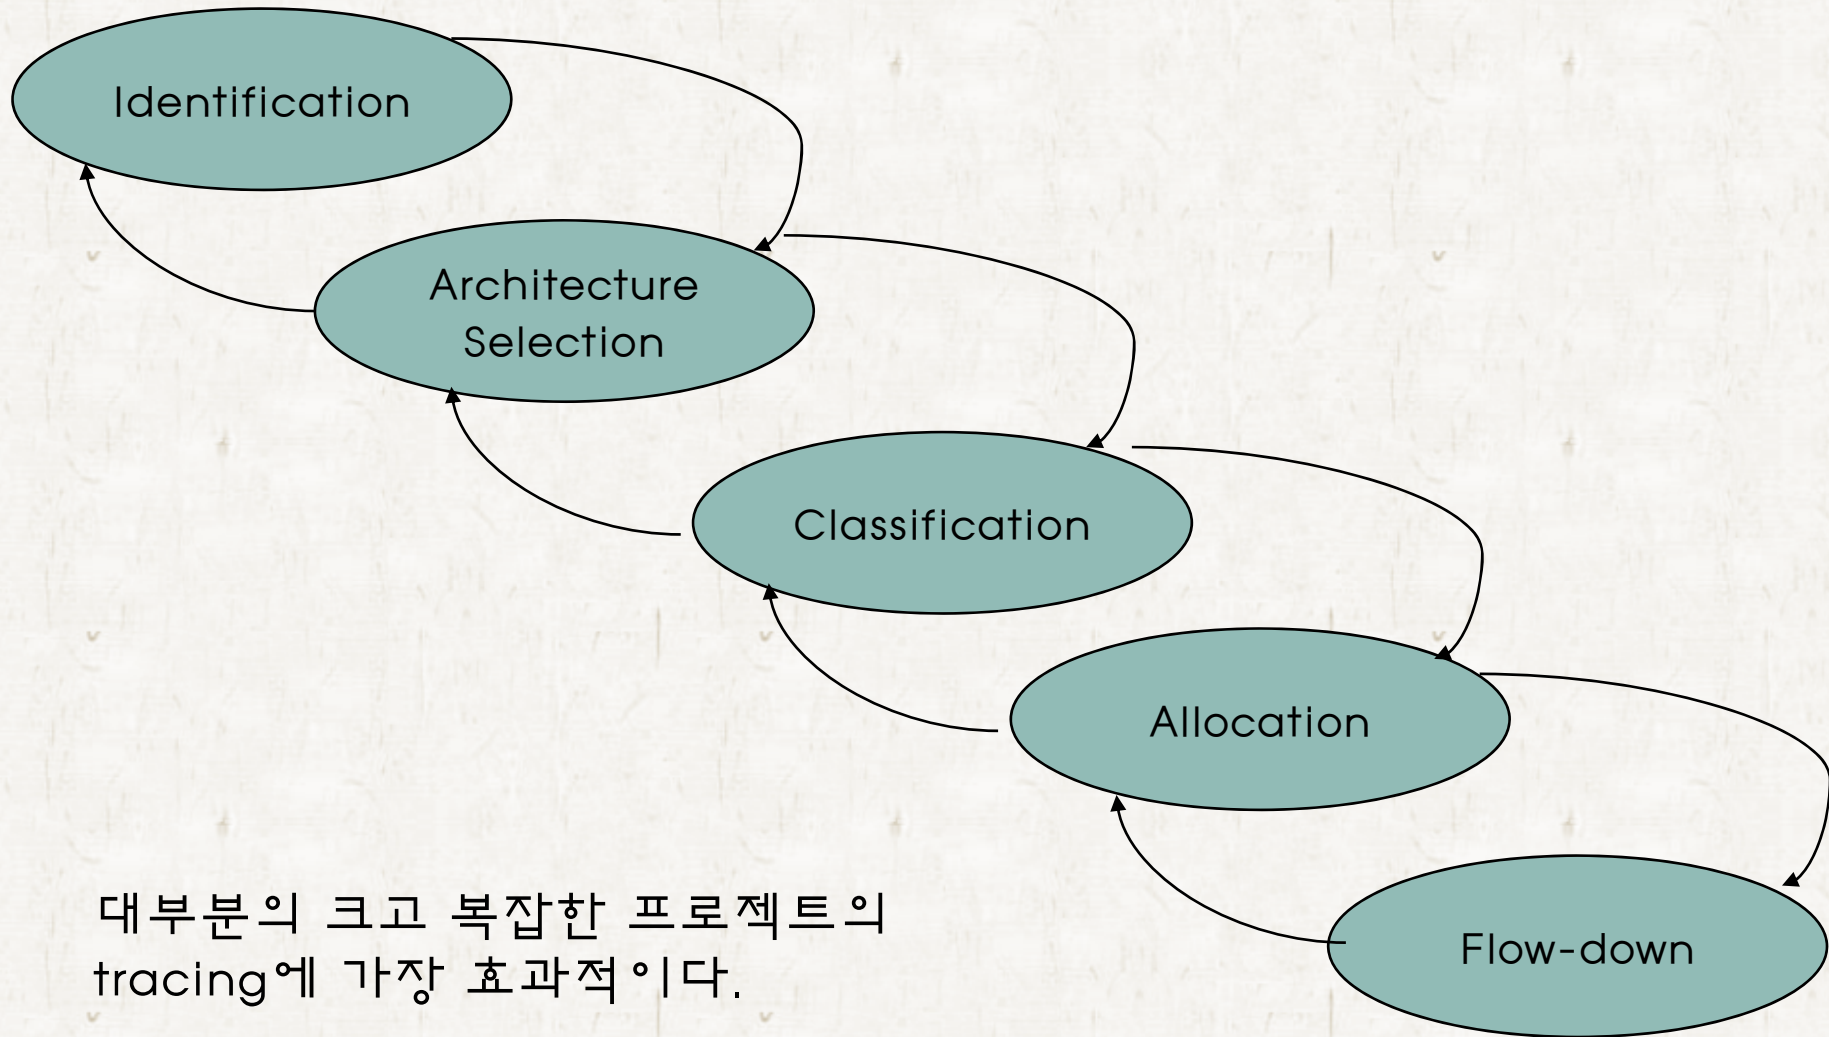 Identification
Architecture
Selection
Classification
Allocation
Flow-down
대부분의 크고 복잡한 프로젝트의
tracing에 가장 효과적이다.